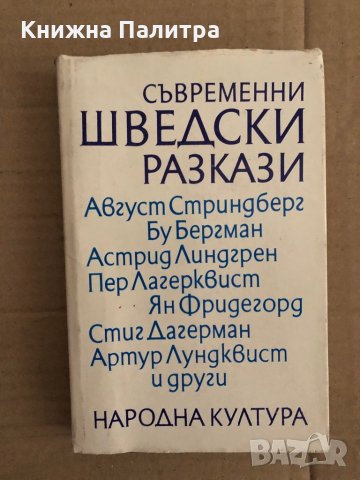 Книжна Палитра
СЪВРЕМЕННИ
ШВЕДСКИ
РАЗКАЗИ
Август Стриндберг
Бу Бергман
Астрид Линдгрен
Пер Лагерквист
Ян Фридегорд
Стиг Дагерман
Артур Лундквист
и други
НАРОДНА КУЛТУРА
BAZAR